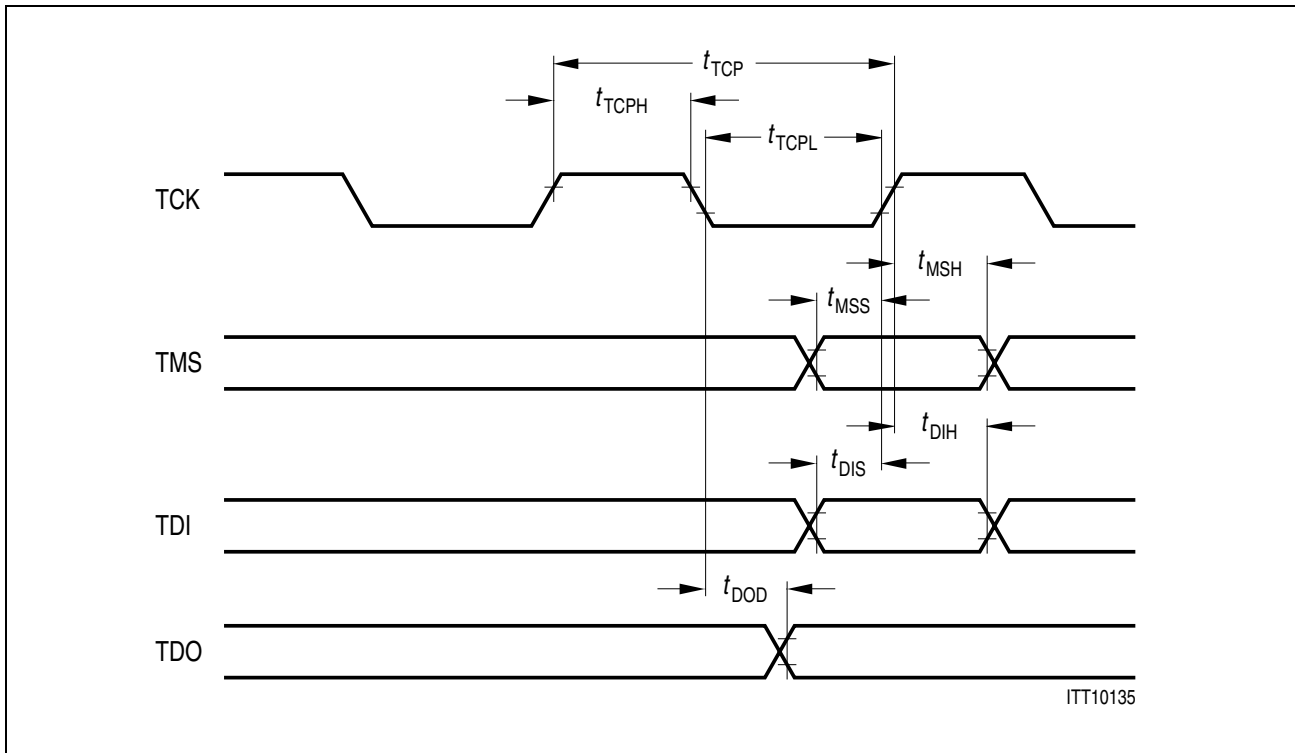 tTCP
tTCPH
tTCPL
TCK
tMSH
tMSS
TMS
tDIH
tDIS
TDI
tDOD
TDO
ITT10135